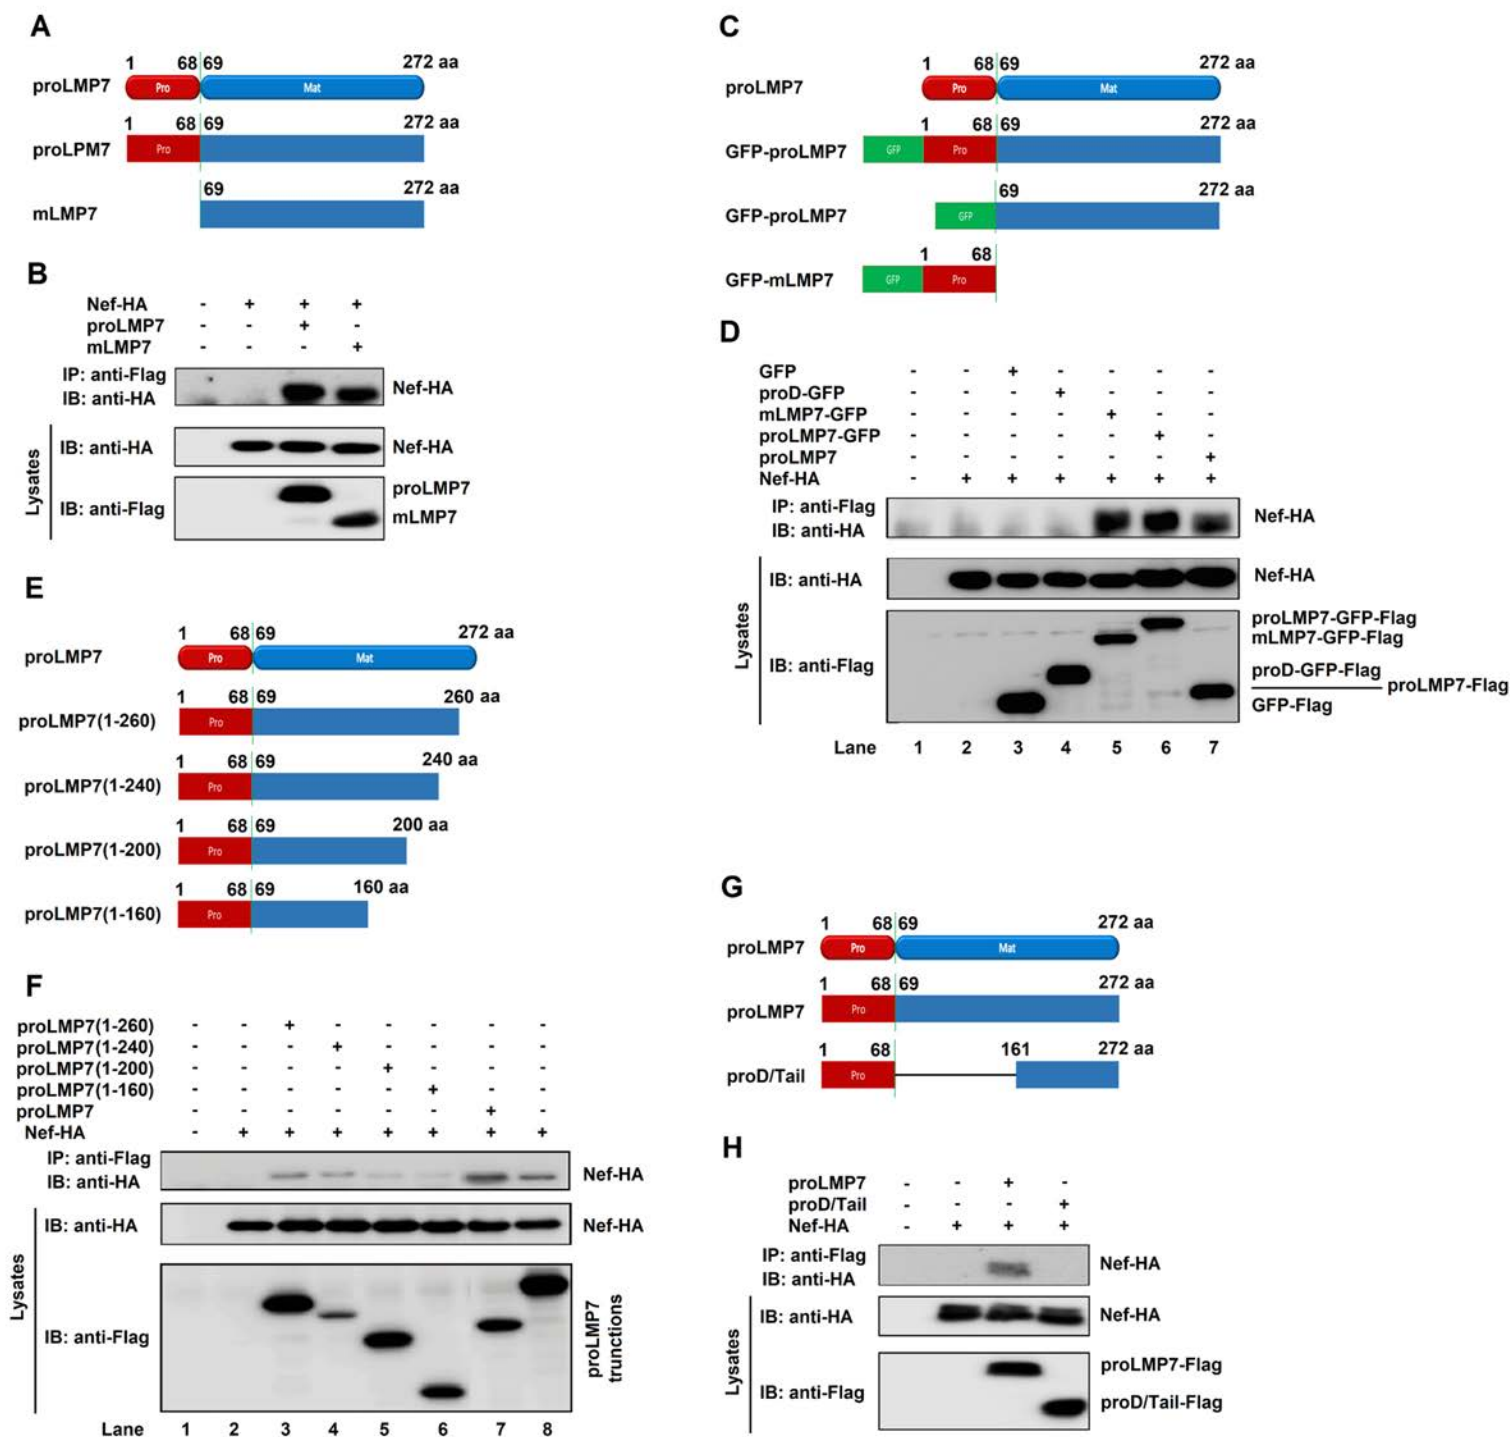 A
1 68 69 272 aa
proLMP7 Pro Mat
1 68 69 272 aa
proLPM7 Pro
69 272 aa
mLMP7
B
Nef-HA - + + +
proLMP7 - - + -
mLMP7 - - - +
IP: anti-Flag
IB: anti-HA
Nef-HA
Lysates
IB: anti-HA Nef-HA
IB: anti-Flag
proLMP7
mLMP7
C
1 68 69 272 aa
proLMP7 Pro Mat
1 68 69 272 aa
GFP-proLMP7 GFP Pro
69 272 aa
GFP-proLMP7 GFP
1 68
GFP-mLMP7 GFP Pro
D
GFP - - + - - - -
proD-GFP - - - + - - -
mLMP7-GFP - - - - + - -
proLMP7-GFP - - - - - + -
proLMP7 - - - - - - +
Nef-HA - + + + + + +
IP: anti-Flag
IB: anti-HA
Nef-HA
Lysates
IB: anti-HA Nef-HA
IB: anti-Flag
proLMP7-GFP-Flag
mLMP7-GFP-Flag
proD-GFP-Flag
proLMP7-Flag
GFP-Flag
Lane 1 2 3 4 5 6 7
E
1 68 69 272 aa
proLMP7 Pro Mat
1 68 69 260 aa
proLMP7(1-260) Pro
1 68 69 240 aa
proLMP7(1-240) Pro
1 68 69 200 aa
proLMP7(1-200) Pro
1 68 69 160 aa
proLMP7(1-160) Pro
F
proLMP7(1-260) - - + - - - - -
proLMP7(1-240) - - - + - - - -
proLMP7(1-200) - - - - + - - -
proLMP7(1-160) - - - - - + - -
proLMP7 - - - - - - + -
Nef-HA - + + + + + + +
IP: anti-Flag
IB: anti-HA
Nef-HA
Lysates
IB: anti-HA Nef-HA
IB: anti-Flag
proLMP7
trunctions
Lane 1 2 3 4 5 6 7 8
G
1 68 69 272 aa
proLMP7 Pro Mat
1 68 69 272 aa
proLMP7 Pro
1 68 161 272 aa
proD/Tail Pro
H
proLMP7 - - + -
proD/Tail - - - +
Nef-HA - + + +
IP: anti-Flag
IB: anti-HA
Nef-HA
Lysates
IB: anti-HA Nef-HA
IB: anti-Flag
proLMP7-Flag
proD/Tail-Flag